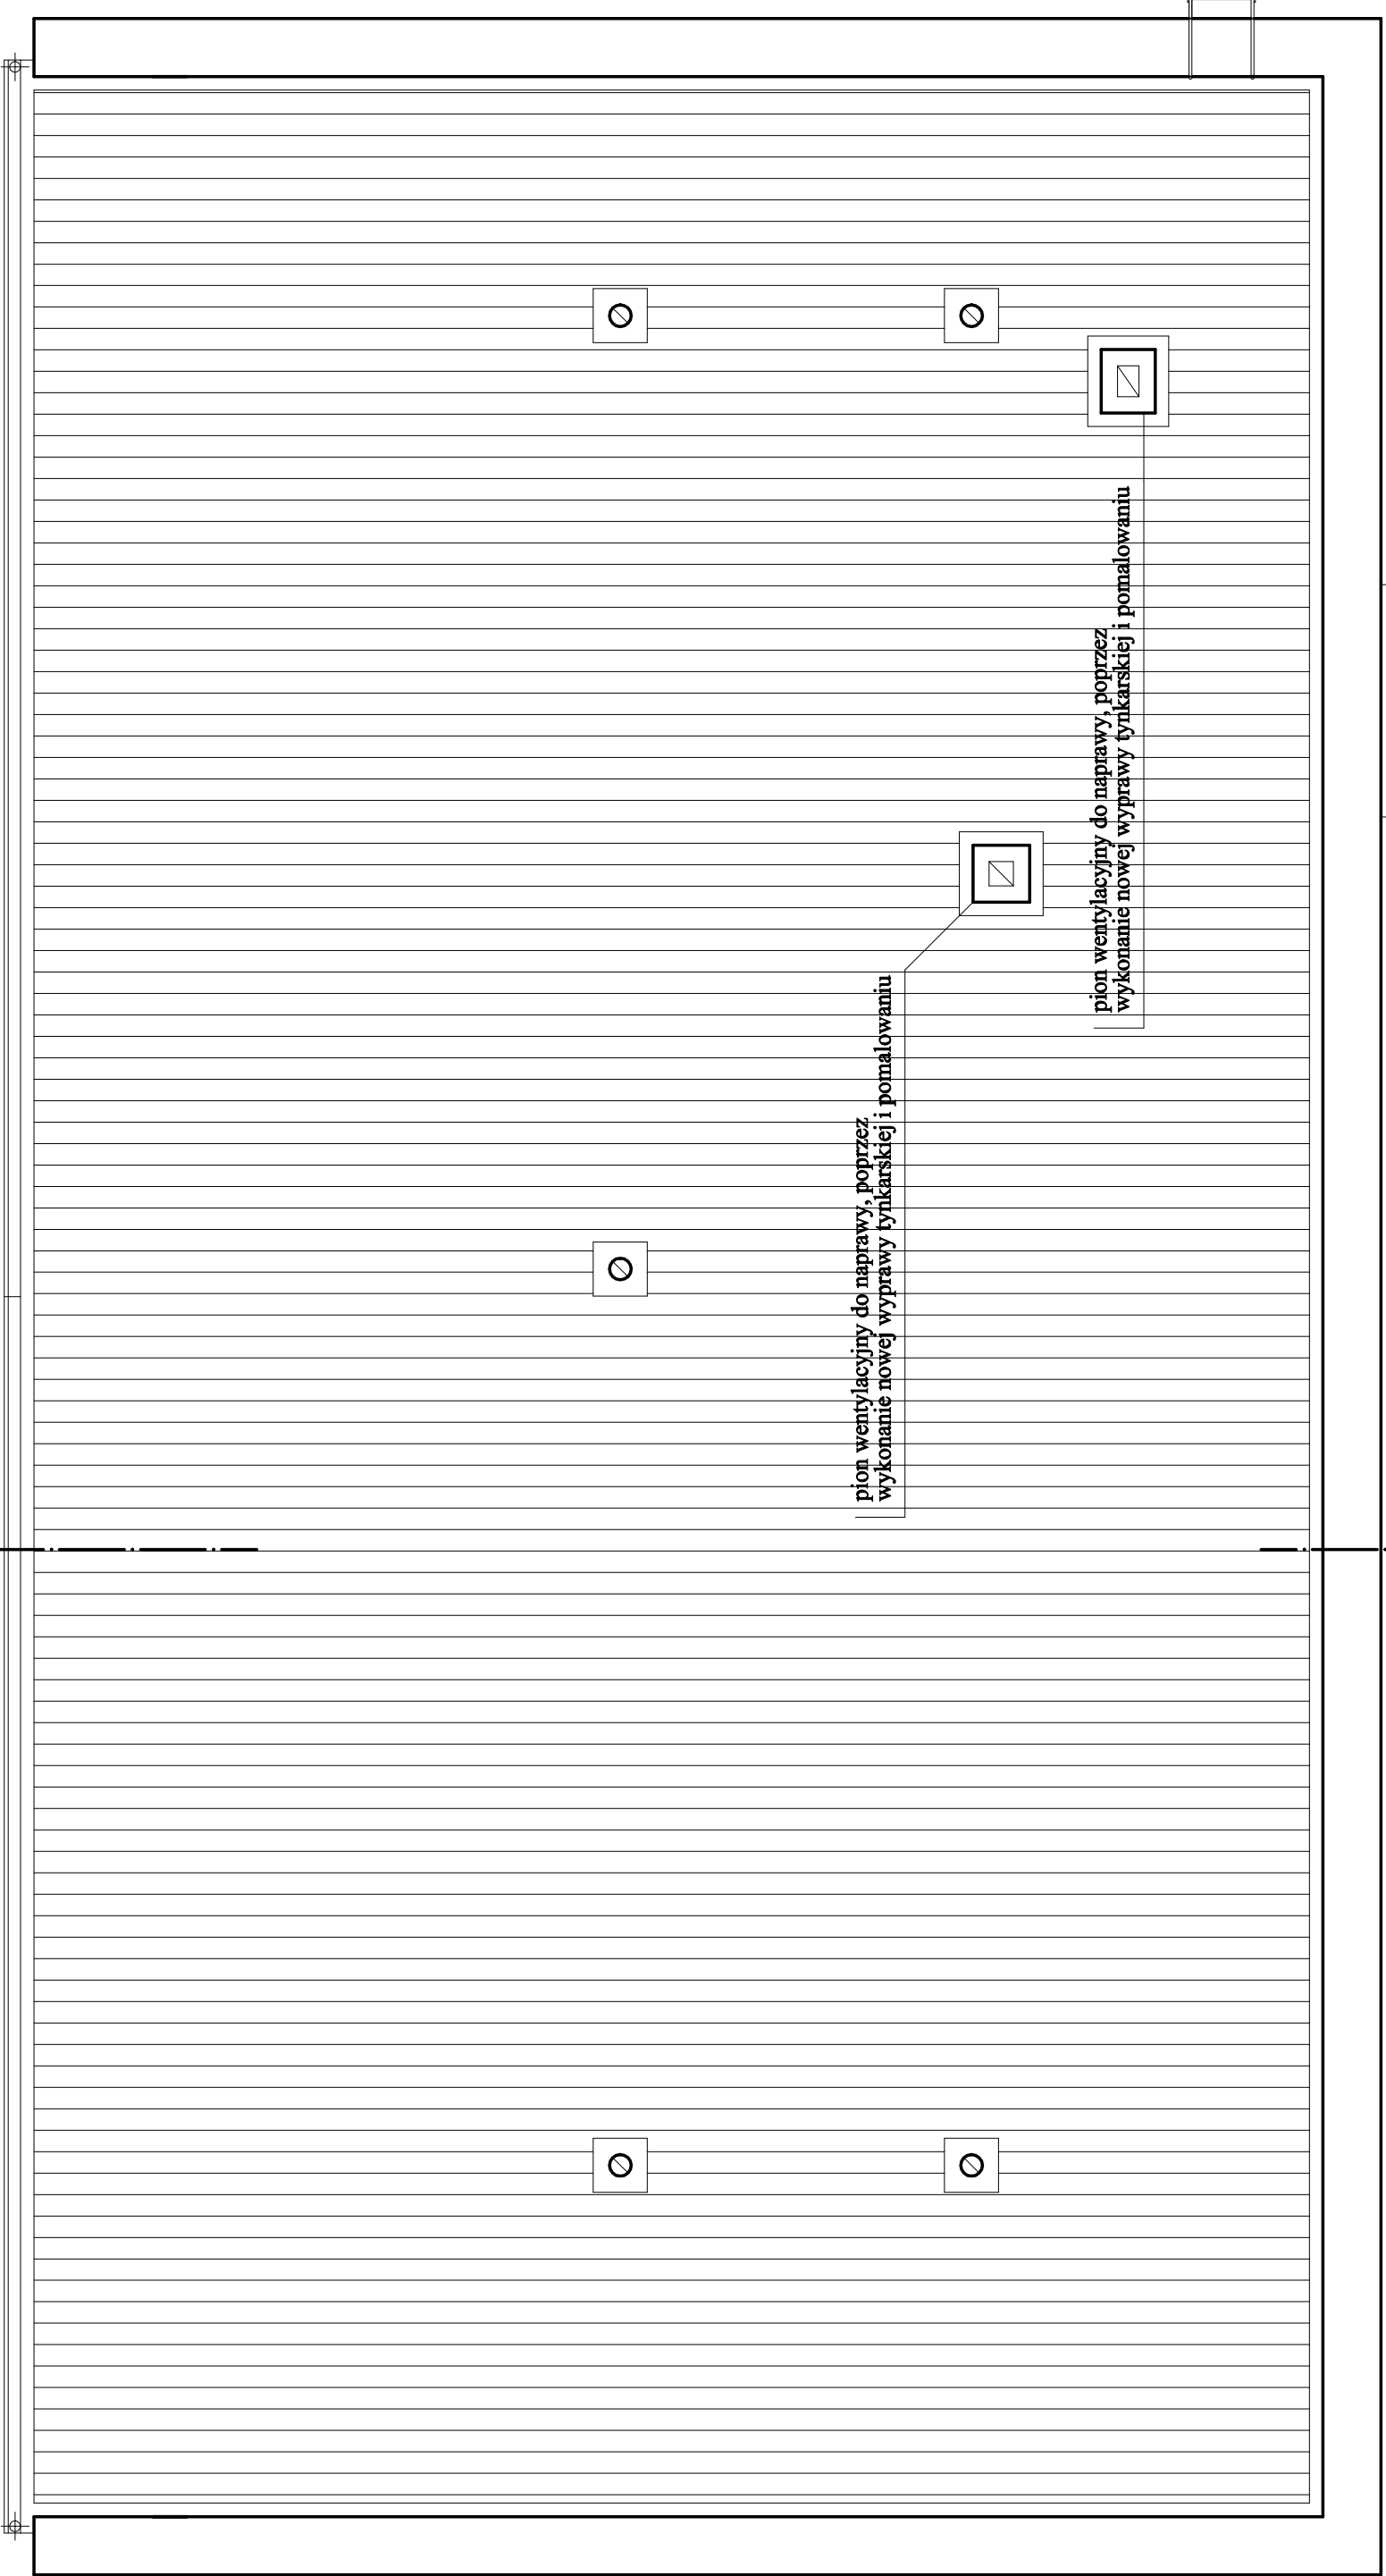 pion wentylacyjny do naprawy, poprzez
wykonanie nowej wyprawy tynkarskiej i pomalowaniu
pion wentylacyjny do naprawy, poprzez
wykonanie nowej wyprawy tynkarskiej i pomalowaniu